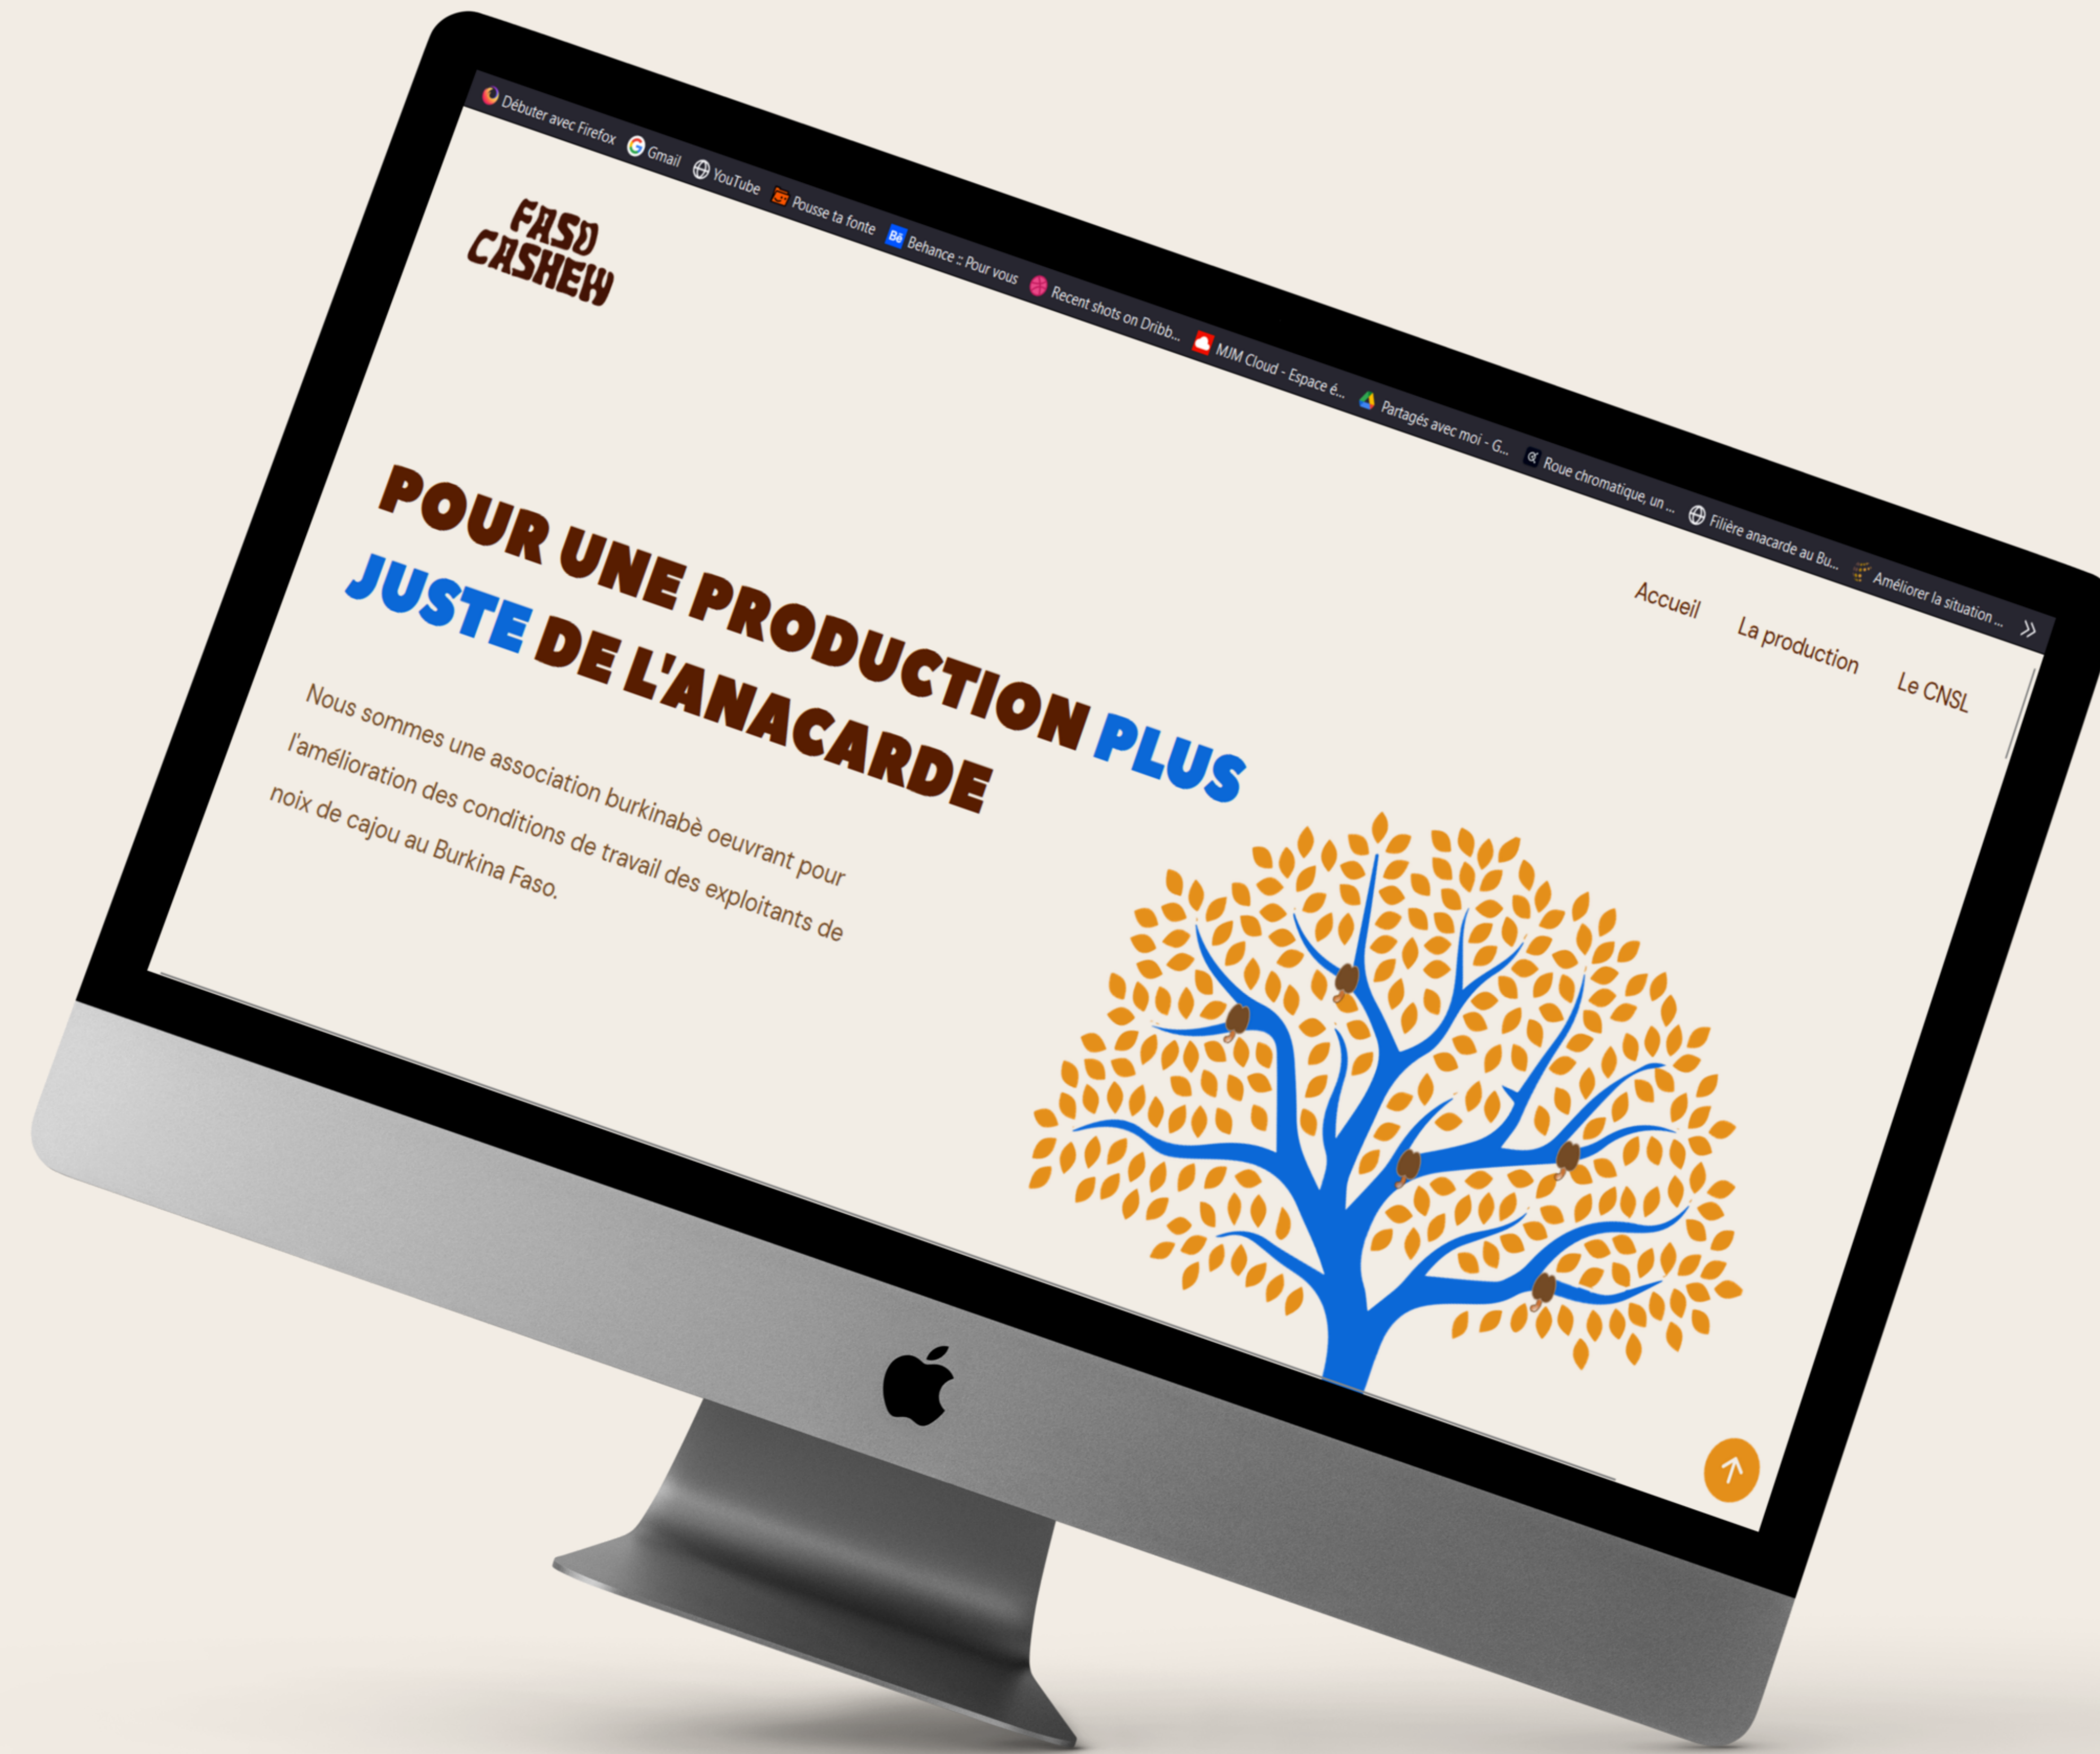 Débuter avec Firefox
Gmail
YouTube
Pousse ta fonte
Bē Behance :: Pour vous
Recent shots on Dribb...
MJM Cloud - Espace é...
Partagés avec moi - G...
Roue chromatique, un ...
Filière anacarde au Bu...
Améliorer la situation ...
FASO
CASHEW
Accueil
La production
Le CNSL
POUR UNE PRODUCTION PLUS
JUSTE DE L'ANACARDE
Nous sommes une association burkinabè oeuvrant pour
l'amélioration des conditions de travail des exploitants de
noix de cajou au Burkina Faso.